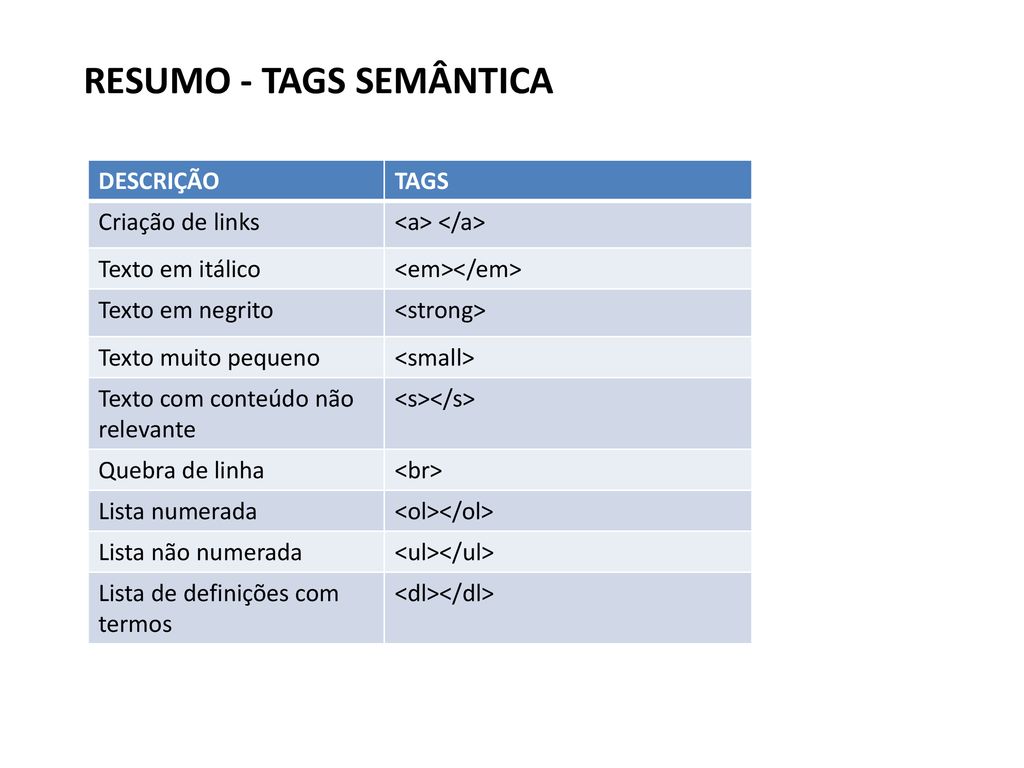 RESUMO - TAGS SEMÂNTICA
DESCRIÇÃO TAGS
Criação de links <a> </a>
Texto em itálico <em></em>
Texto em negrito <strong>
Texto muito pequeno <small>
Texto com conteúdo não <s></s>
relevante
Quebra de linha <br>
Lista numerada <ol></ol>
Lista não numerada <ul></ul>
Lista de definições com <dl></dl>
termos